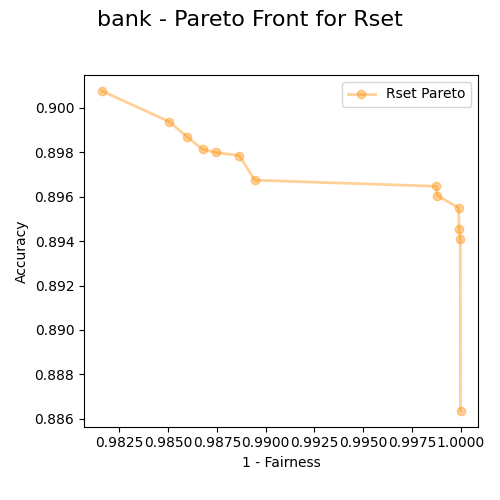 bank - Pareto Front for Rset
Rset Pareto
0.900
0.898
0.896
0.894
0.892
0.890
0.888
0.886
Accuracy
0.9825 0.9850 0.9875 0.9900 0.9925 0.9950 0.9975 1.0000
1 - Fairness